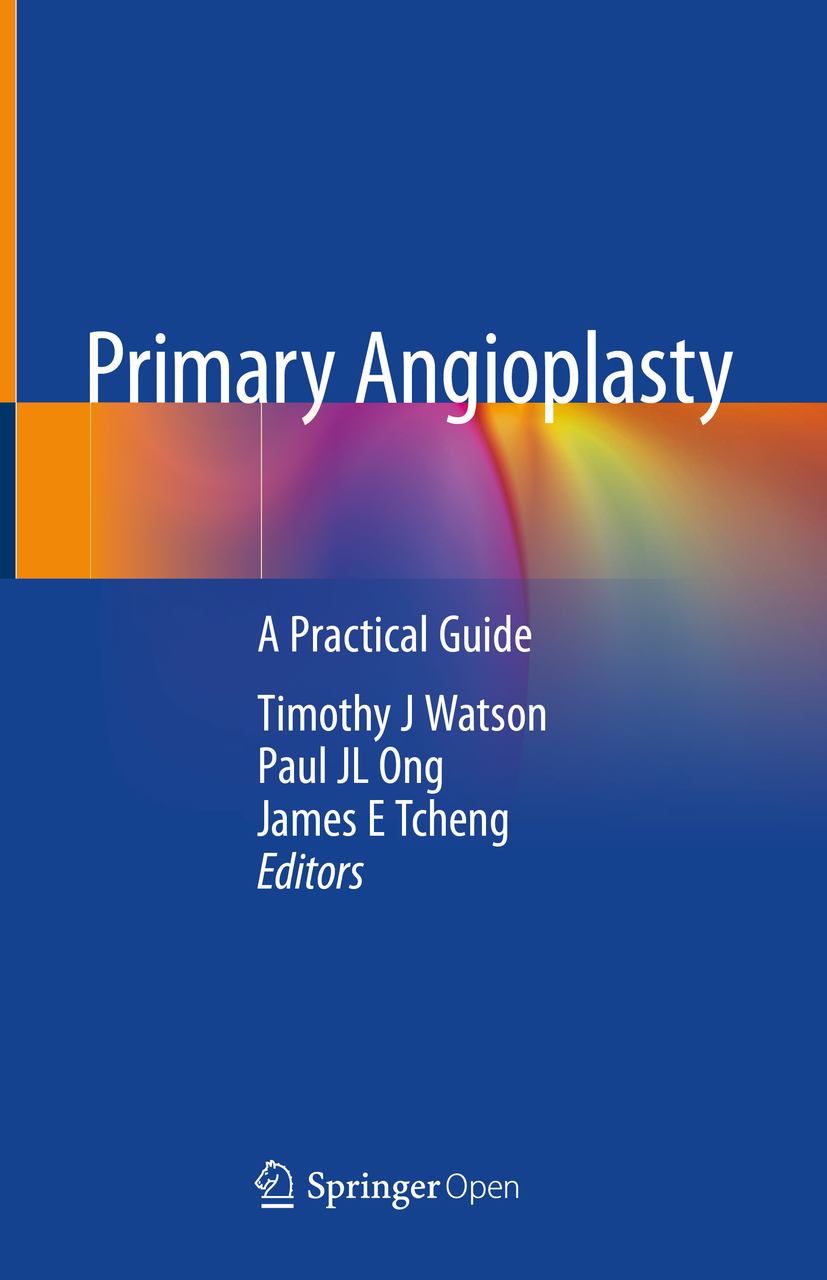 Primary Angioplasty
A Practical Guide
Timothy J Watson
Paul JL Ong
James E Tcheng
Editors
Springer Open